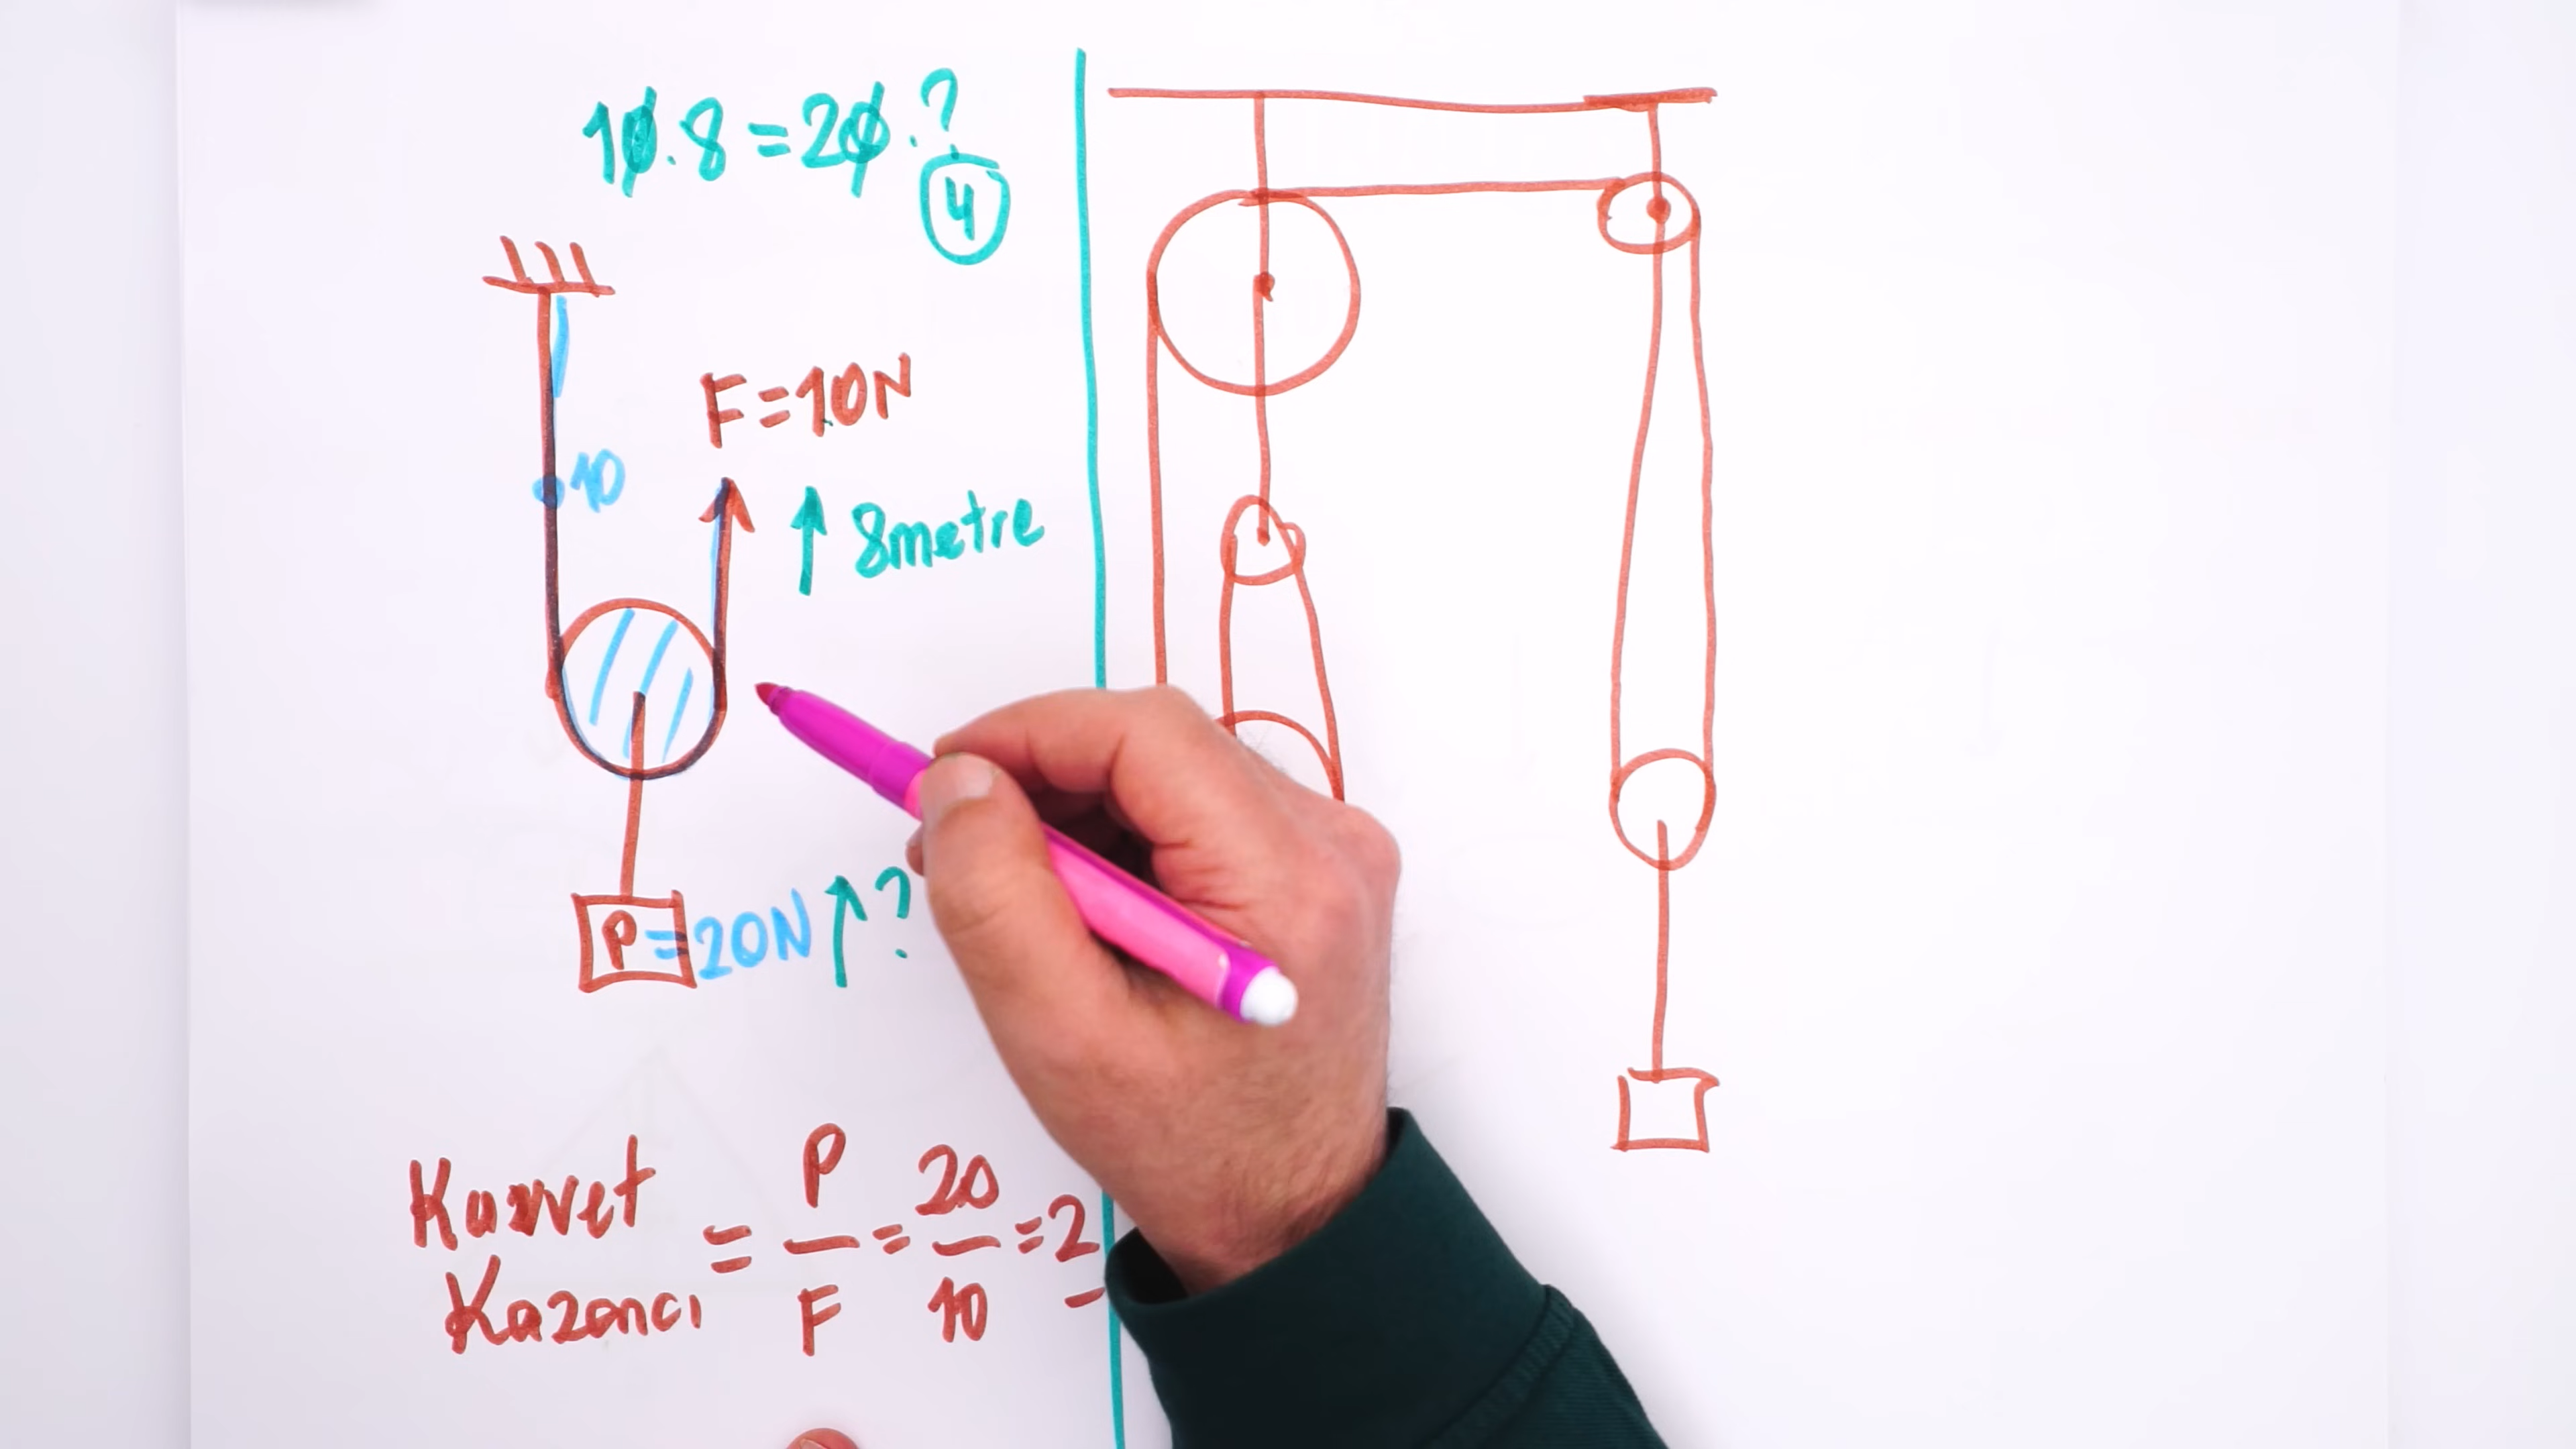 10.8=20.?
4
F=10N
10
8metre
P=20N ?
Kuvvet Kazancı = P/F = 20/10 = 2